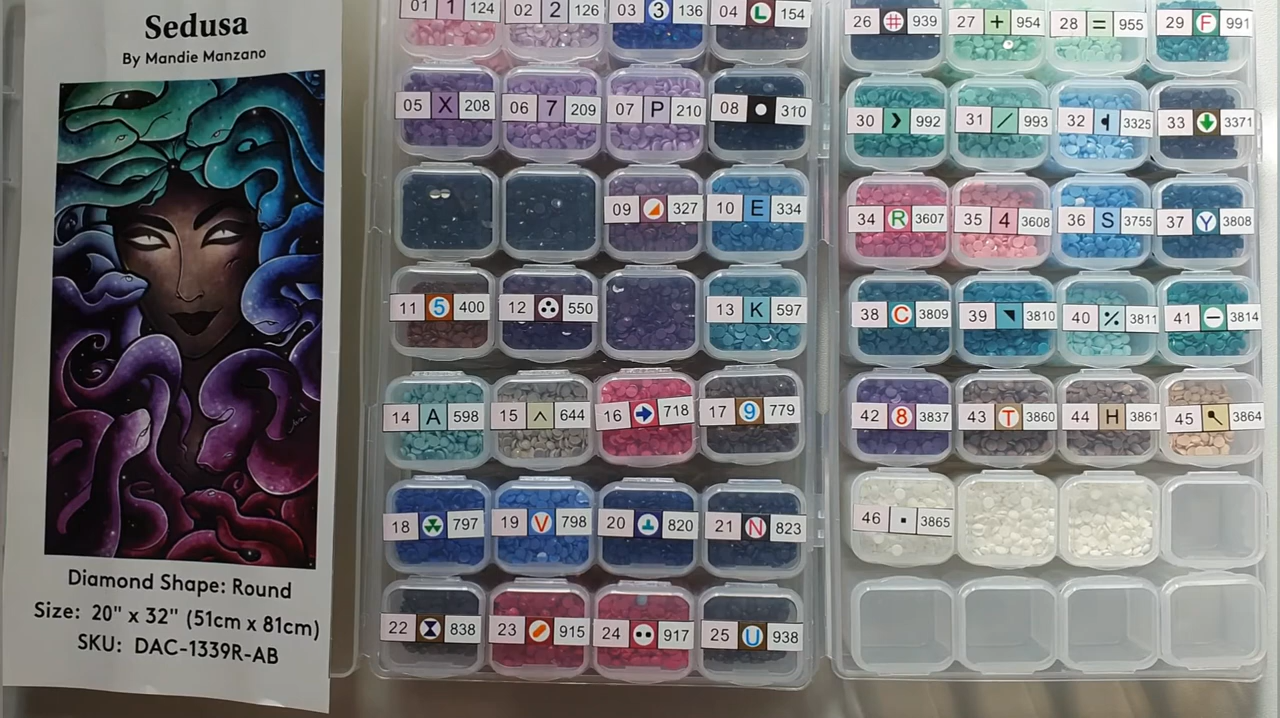 Sedusa
By Mandie Manzano
Diamond Shape: Round
Size: 20" x 32" (51cm x 81cm)
SKU: DAC-1339R-AB
01 1 124
02 2 126
03 3 136
04 L 154
05 X 208
06 7 209
07 P 210
08 ● 310
09 327
10 E 334
11 5 400
12 550
13 K 597
14 A 598
15 ^ 644
16 ➔ 718
17 9 779
18 ☘ 797
19 V 798
20 ⊥ 820
21 N 823
22 838
23 915
24 •• 917
25 U 938
26 # 939
27 + 954
28 = 955
29 F 991
30 ❯ 992
31 / 993
32 3325
33 ↓ 3371
34 R 3607
35 4 3608
36 S 3755
37 Y 3808
38 C 3809
39 ◥ 3810
40 ٪ 3811
41 − 3814
42 8 3837
43 T 3860
44 H 3861
45 3864
46 ▪ 3865